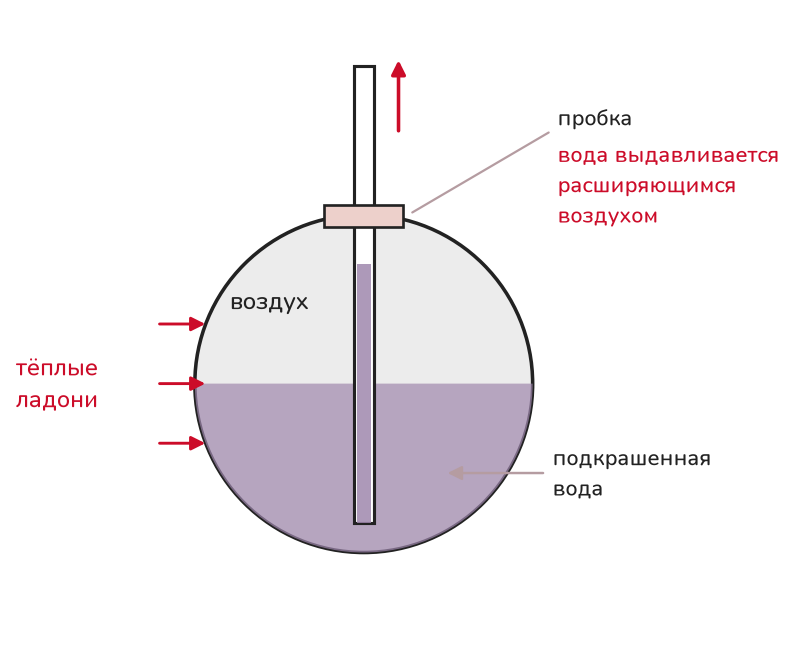 пробка
вода выдавливается
расширяющимся
воздухом
воздух
тёплые
ладони
подкрашенная
вода